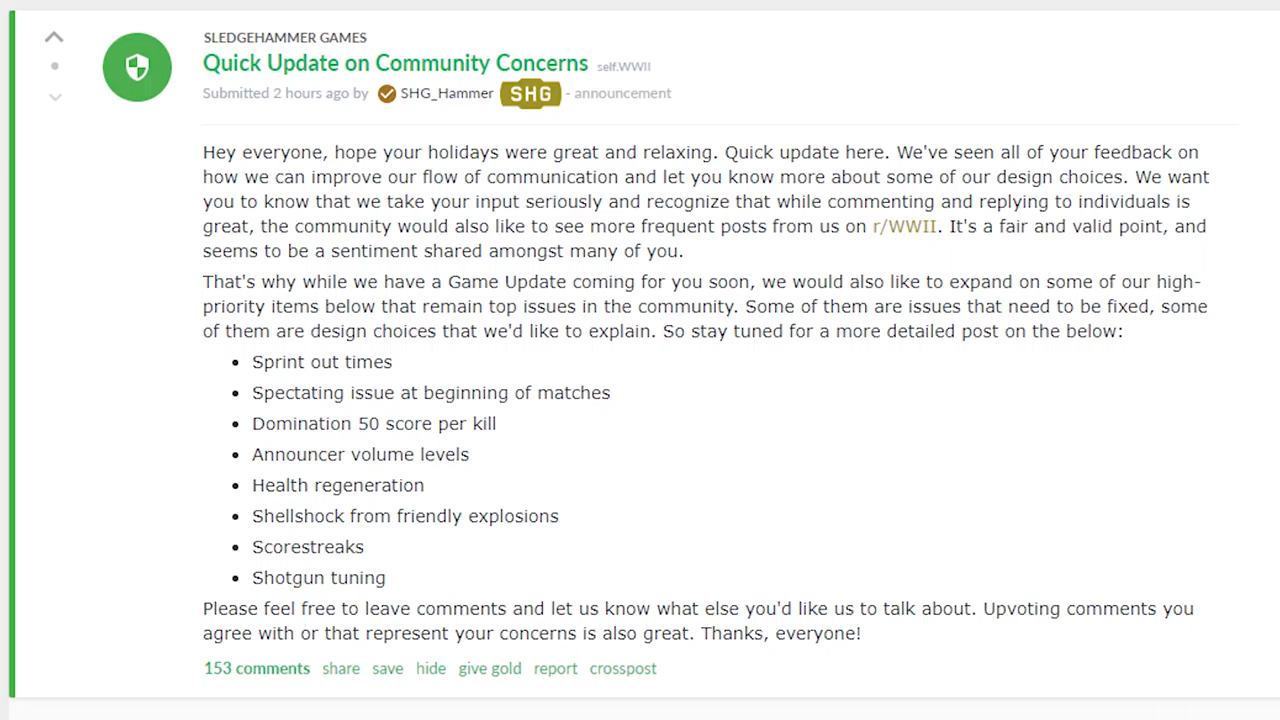 SLEDGEHAMMER GAMES
Quick Update on Community Concerns self.WWII
Submitted 2 hours ago by SHG_Hammer SHG - announcement
Hey everyone, hope your holidays were great and relaxing. Quick update here. We've seen all of your feedback on
how we can improve our flow of communication and let you know more about some of our design choices. We want
you to know that we take your input seriously and recognize that while commenting and replying to individuals is
great, the community would also like to see more frequent posts from us on r/WWII. It's a fair and valid point, and
seems to be a sentiment shared amongst many of you.
That's why while we have a Game Update coming for you soon, we would also like to expand on some of our high-
priority items below that remain top issues in the community. Some of them are issues that need to be fixed, some
of them are design choices that we'd like to explain. So stay tuned for a more detailed post on the below:
• Sprint out times
• Spectating issue at beginning of matches
• Domination 50 score per kill
• Announcer volume levels
• Health regeneration
• Shellshock from friendly explosions
• Scorestreaks
• Shotgun tuning
Please feel free to leave comments and let us know what else you'd like us to talk about. Upvoting comments you
agree with or that represent your concerns is also great. Thanks, everyone!
153 comments share save hide give gold report crosspost